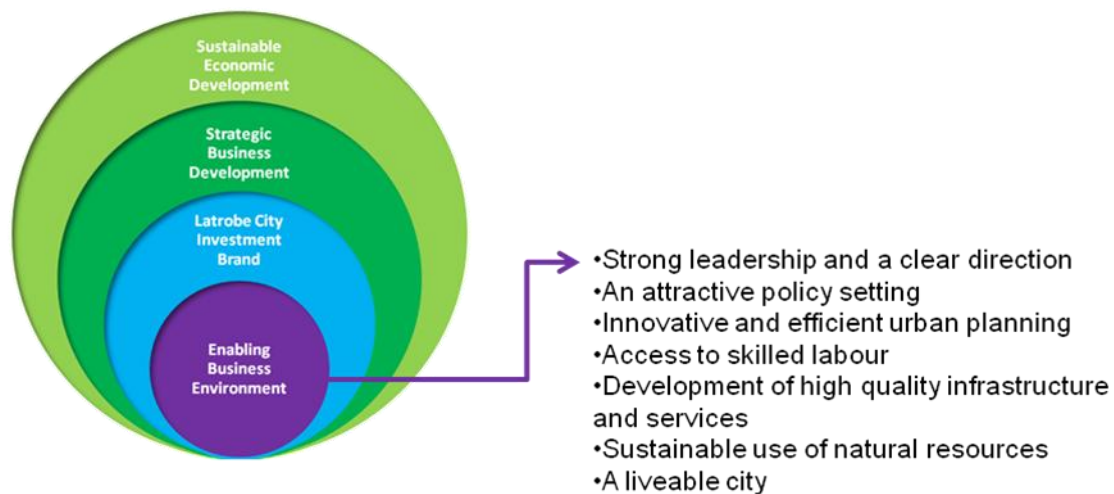 Sustainable
Economic
Development
Strategic
Business
Development
Latrobe City
Investment
Brand
Enabling
Business
Environment
•Strong leadership and a clear direction
•An attractive policy setting
•Innovative and efficient urban planning
•Access to skilled labour
•Development of high quality infrastructure
and services
•Sustainable use of natural resources
•A liveable city